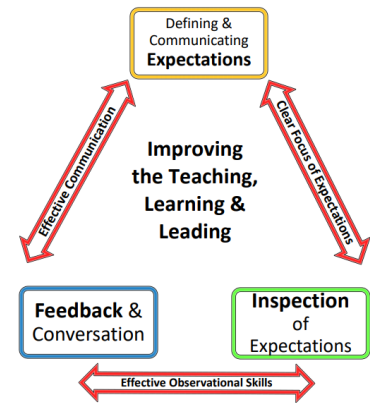 Defining &
Communicating
Expectations
Effective Communication
Clear Focus of Expectations
Improving
the Teaching,
Learning &
Leading
Feedback &
Conversation
Inspection
of
Expectations
Effective Observational Skills